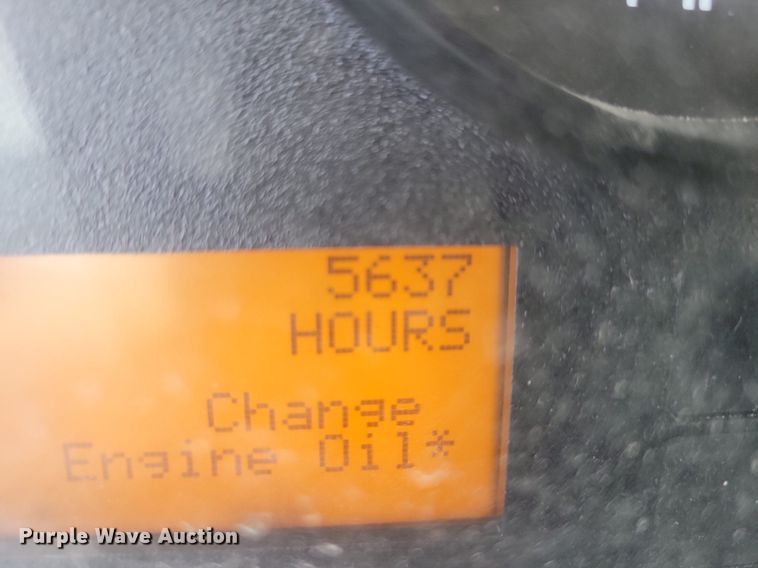 5637
HOURS
Change
Engine Oil*
Purple Wave Auction